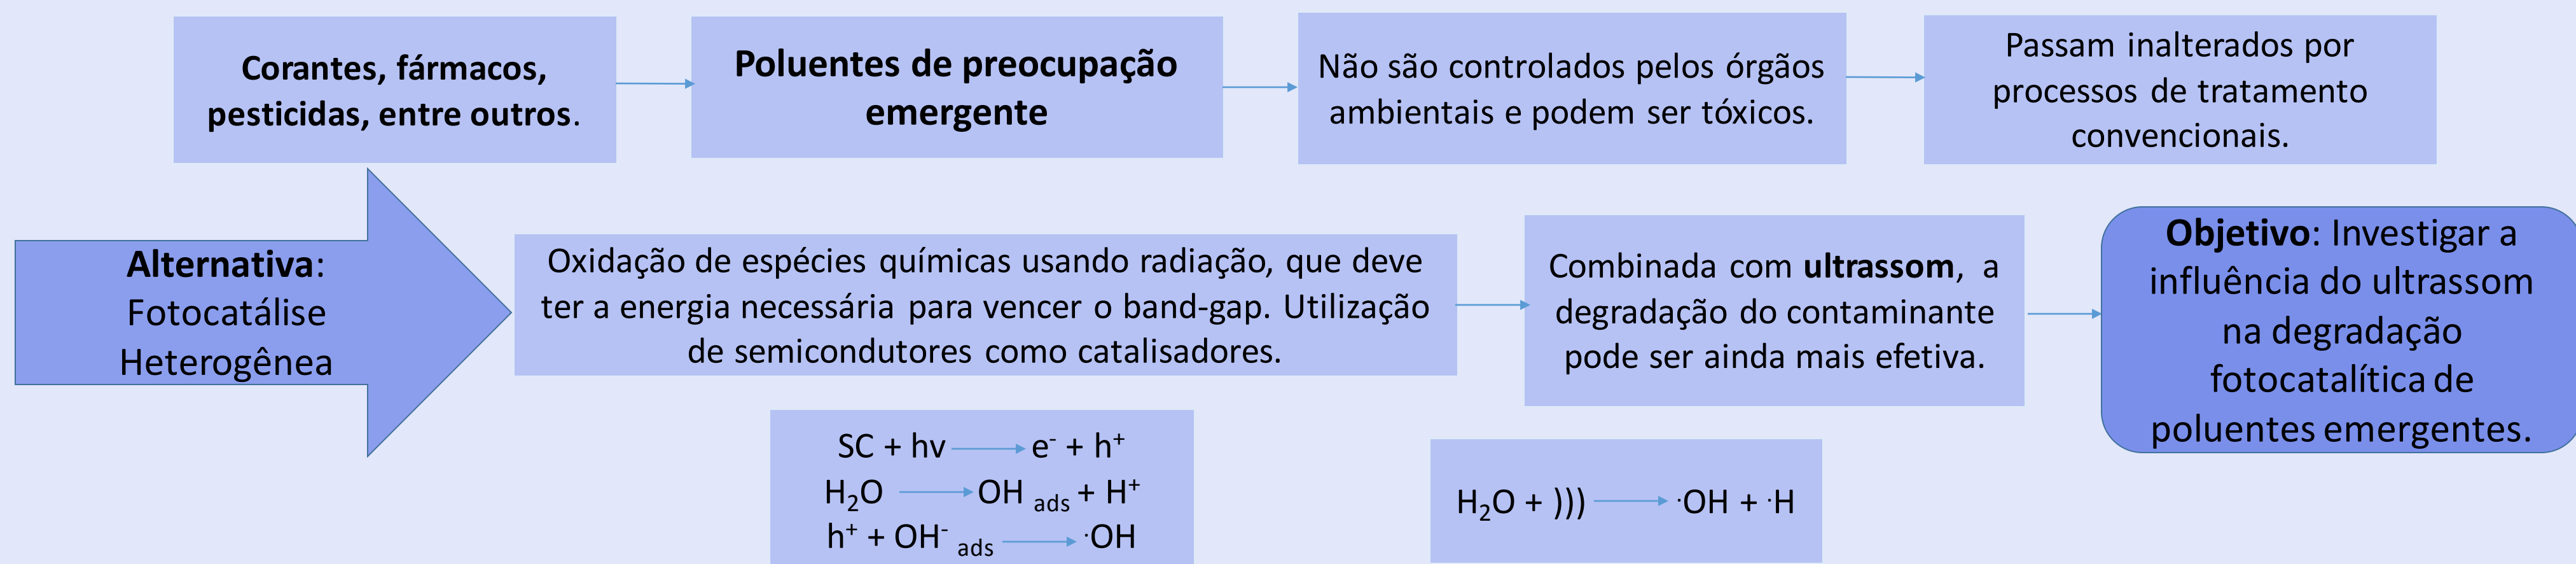 Corantes, fármacos,
pesticidas, entre outros.
Poluentes de preocupação
emergente
Não são controlados pelos órgãos
ambientais e podem ser tóxicos.
Passam inalterados por
processos de tratamento
convencionais.
Alternativa:
Fotocatálise
Heterogênea
Oxidação de espécies químicas usando radiação, que deve
ter a energia necessária para vencer o band-gap. Utilização
de semicondutores como catalisadores.
Combinada com ultrassom, a
degradação do contaminante
pode ser ainda mais efetiva.
Objetivo: Investigar a
influência do ultrassom
na degradação
fotocatalítica de
poluentes emergentes.
SC + hv → e⁻ + h⁺
H₂O → OH ads + H⁺
h⁺ + OH⁻ ads → ·OH
H₂O + ))) → ·OH + ·H